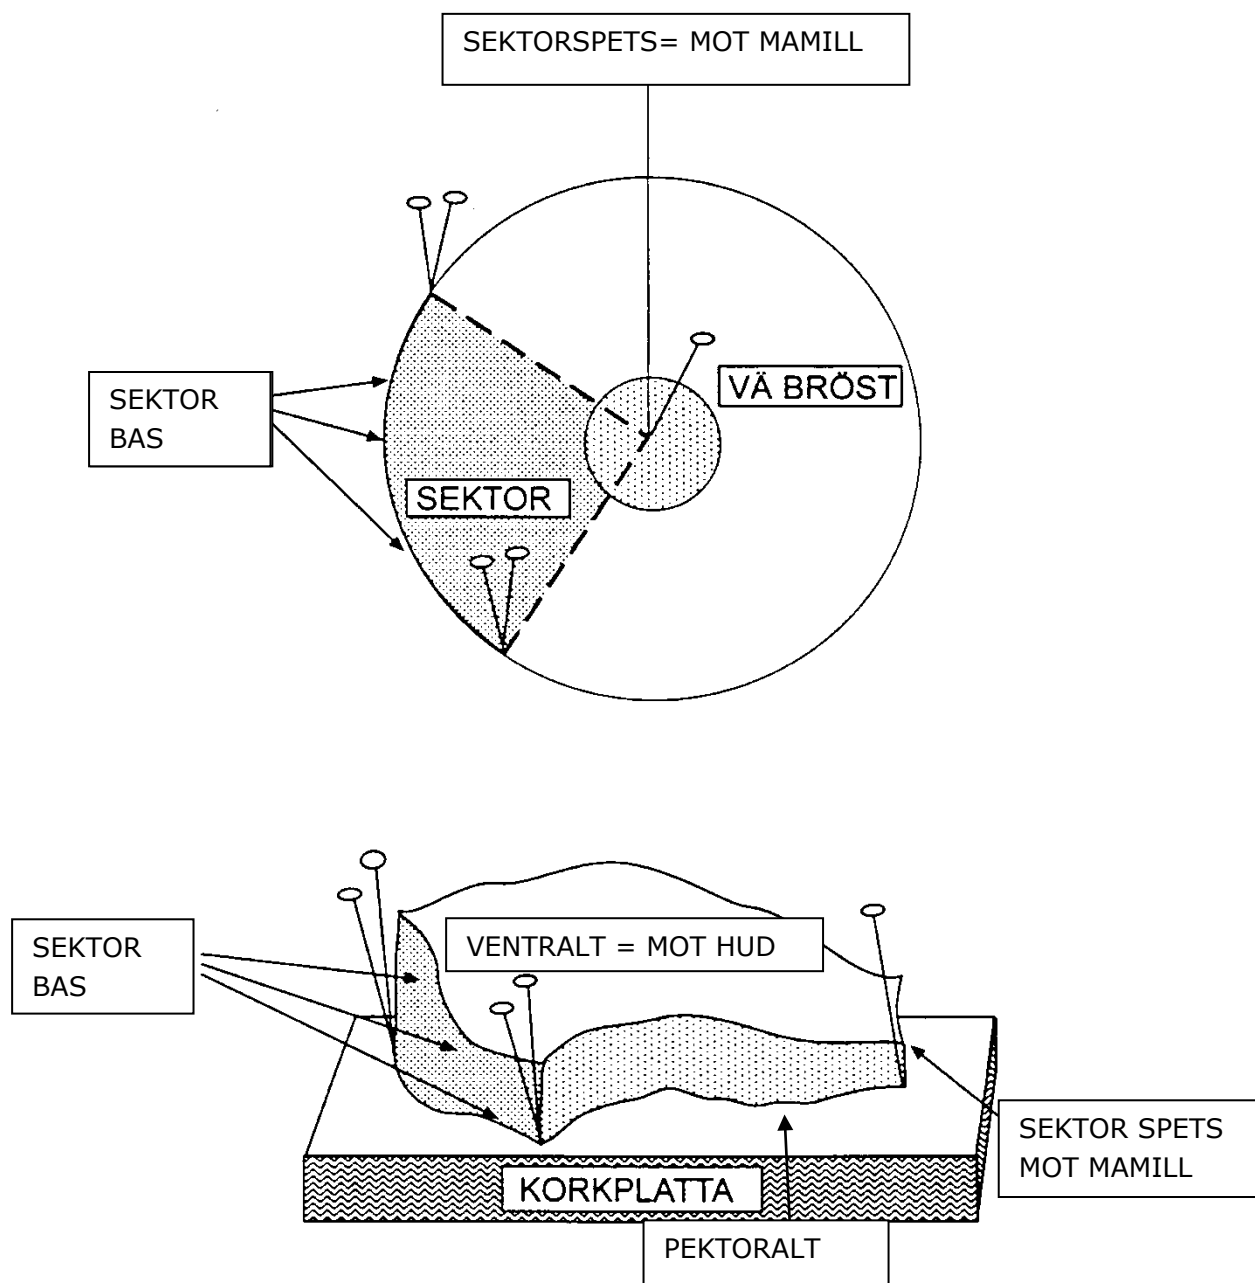 SEKTORSPETS= MOT MAMILL
VÄ BRÖST
SEKTOR
BAS
SEKTOR
SEKTOR
BAS
VENTRALT = MOT HUD
SEKTOR SPETS
MOT MAMILL
KORKPLATTA
PEKTORALT